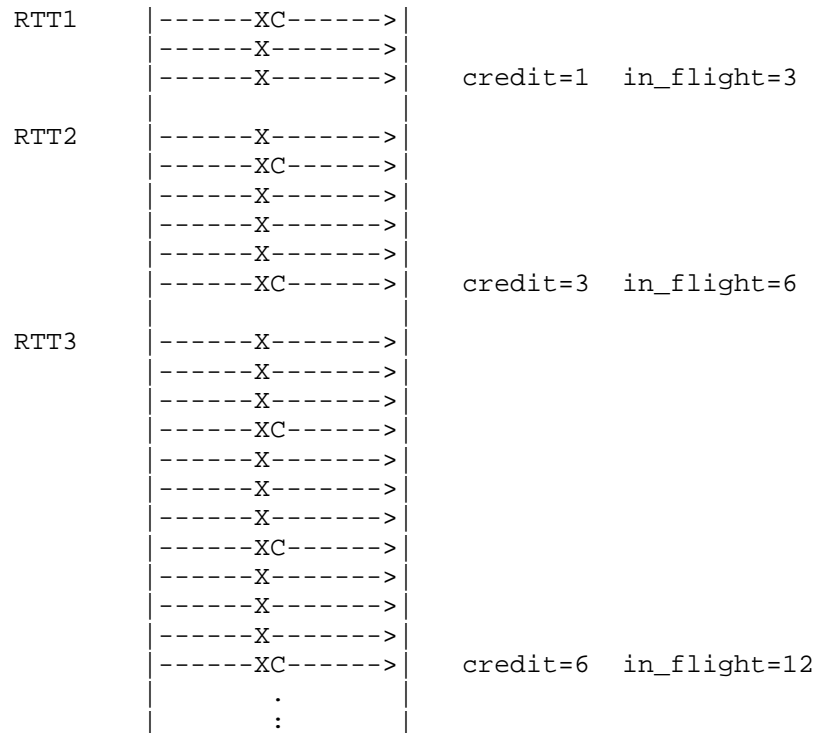 RTT1      |------XC------>|
          |------X------->|
          |------X------->|    credit=1  in_flight=3
          |               |
RTT2      |------X------->|
          |------XC------>|
          |------X------->|
          |------X------->|
          |------X------->|
          |------XC------>|    credit=3  in_flight=6
          |               |
RTT3      |------X------->|
          |------X------->|
          |------X------->|
          |------XC------>|
          |------X------->|
          |------X------->|
          |------X------->|
          |------XC------>|
          |------X------->|
          |------X------->|
          |------X------->|
          |------XC------>|    credit=6  in_flight=12
          |       .       |
          |       :       |